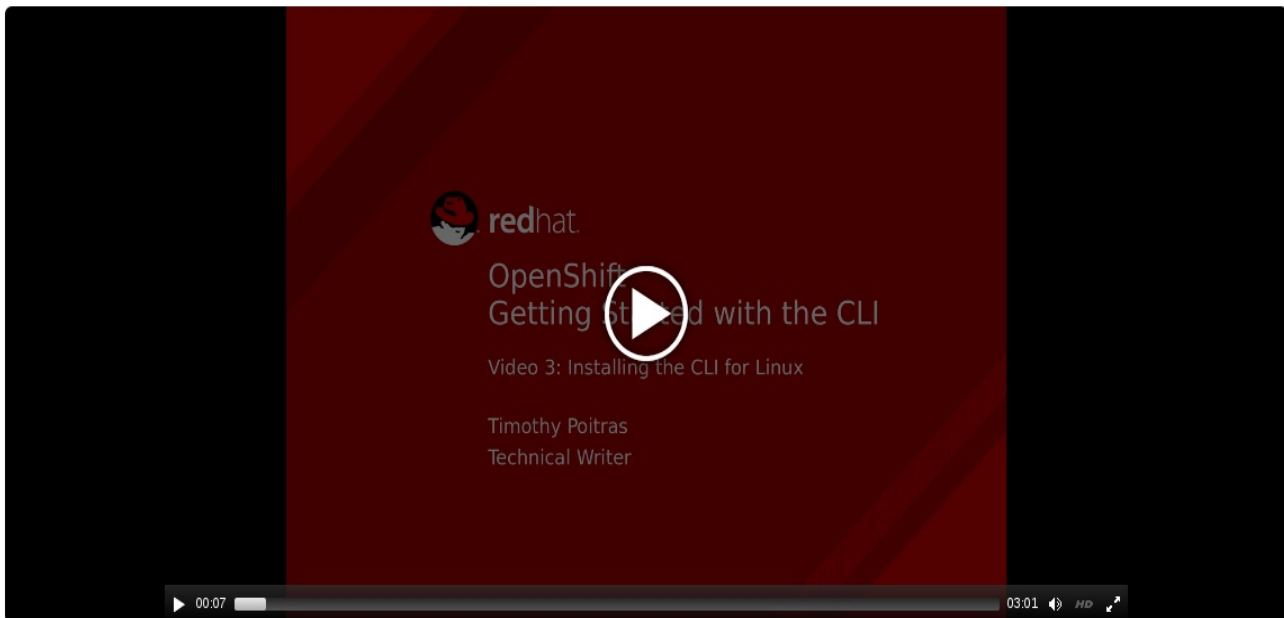 redhat.
OpenShift
Getting Started with the CLI
Video 3: Installing the CLI for Linux
Timothy Poitras
Technical Writer
00:07
03:01
HD